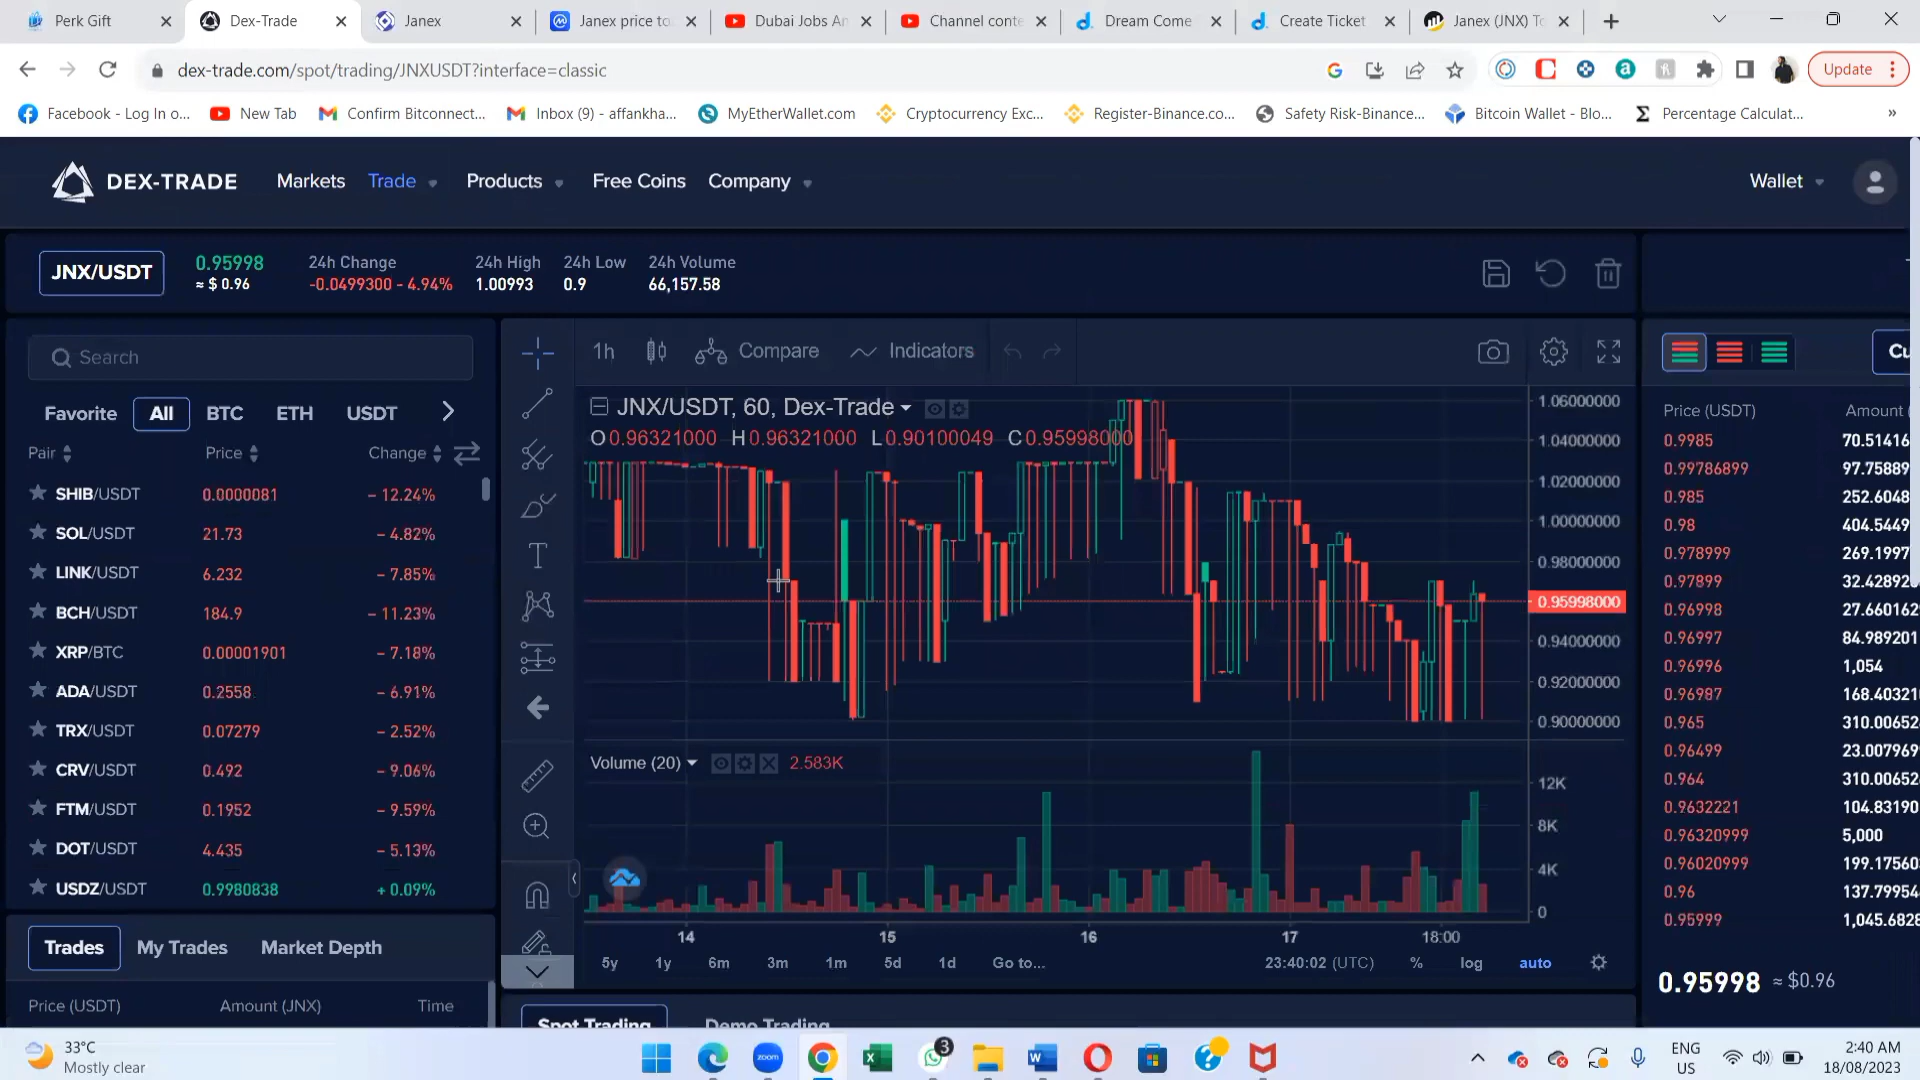 Perk Gift
Dex-Trade
Janex
Janex price to
Dubai Jobs An
Channel conte
Dream Come
Create Ticket
Janex (JNX) To
dex-trade.com/spot/trading/JNXUSDT?interface=classic
Update
Facebook - Log In o...
New Tab
Confirm Bitconnect...
Inbox (9) - affankha...
MyEtherWallet.com
Cryptocurrency Exc...
Register-Binance.co...
Safety Risk-Binance...
Bitcoin Wallet - Blo...
Percentage Calculat...
»
DEX-TRADE
Markets
Trade
Products
Free Coins
Company
Wallet
JNX/USDT
0.95998
≈ $ 0.96
24h Change
-0.0499300 - 4.94%
24h High
1.00993
24h Low
0.9
24h Volume
66,157.58
Search
Favorite All BTC ETH USDT
Pair Price Change
SHIB/USDT 0.0000081 - 12.24%
SOL/USDT 21.73 - 4.82%
LINK/USDT 6.232 - 7.85%
BCH/USDT 184.9 - 11.23%
XRP/BTC 0.00001901 - 7.18%
ADA/USDT 0.2558 - 6.91%
TRX/USDT 0.07279 - 2.52%
CRV/USDT 0.492 - 9.06%
FTM/USDT 0.1952 - 9.59%
DOT/USDT 4.435 - 5.13%
USDZ/USDT 0.9980838 + 0.09%
Trades My Trades Market Depth
Price (USDT) Amount (JNX) Time
1h Compare Indicators
JNX/USDT, 60, Dex-Trade
O 0.96321000 H 0.96321000 L 0.90100049 C 0.95998000
1.06000000
1.04000000
1.02000000
1.00000000
0.98000000
0.95998000
0.94000000
0.92000000
0.90000000
Volume (20) 2.583K
12K
8K
4K
0
14 15 16 17 18:00
5y 1y 6m 3m 1m 5d 1d Go to... 23:40:02 (UTC) % log auto
Spot Trading Demo Trading
Cu
Price (USDT) Amount
0.9985 70.51416
0.99786899 97.75889
0.985 252.6048
0.98 404.5449
0.978999 269.1997
0.97899 32.42892
0.96998 27.660162
0.96997 84.989201
0.96996 1,054
0.96987 168.40321
0.965 310.00652
0.96499 23.007969
0.964 310.00652
0.9632221 104.83190
0.96320999 5,000
0.96020999 199.17560
0.96 137.79954
0.95999 1,045.6828
0.95998 ≈ $0.96
33°C
Mostly clear
zoom
3
ENG
US
2:40 AM
18/08/2023